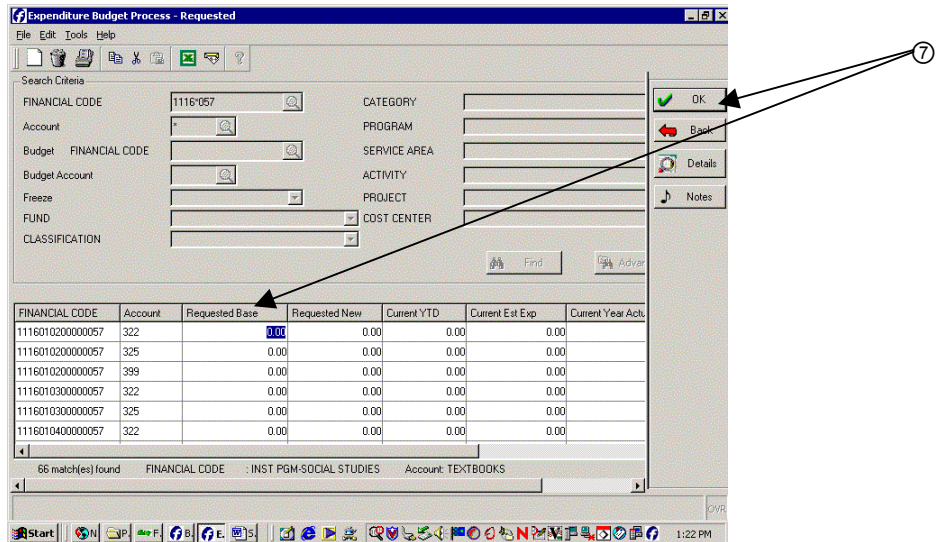 Expenditure Budget Process - Requested
File Edit Tools Help
Search Criteria
FINANCIAL CODE 1116*057 CATEGORY
Account * PROGRAM
Budget FINANCIAL CODE SERVICE AREA
Budget Account ACTIVITY
Freeze PROJECT
FUND COST CENTER
CLASSIFICATION
Find Advar
OK
Back
Details
Notes
7
FINANCIAL CODE Account Requested Base Requested New Current YTD Current Est Exp Current Year Actu
1116010200000057 322 0.00 0.00 0.00 0.00
1116010200000057 325 0.00 0.00 0.00 0.00
1116010200000057 399 0.00 0.00 0.00 0.00
1116010300000057 322 0.00 0.00 0.00 0.00
1116010300000057 325 0.00 0.00 0.00 0.00
1116010400000057 322 0.00 0.00 0.00 0.00
66 match(es) found FINANCIAL CODE : INST PGM-SOCIAL STUDIES Account: TEXTBOOKS
OVR
Start N P. F. B. E. S. 1:22 PM